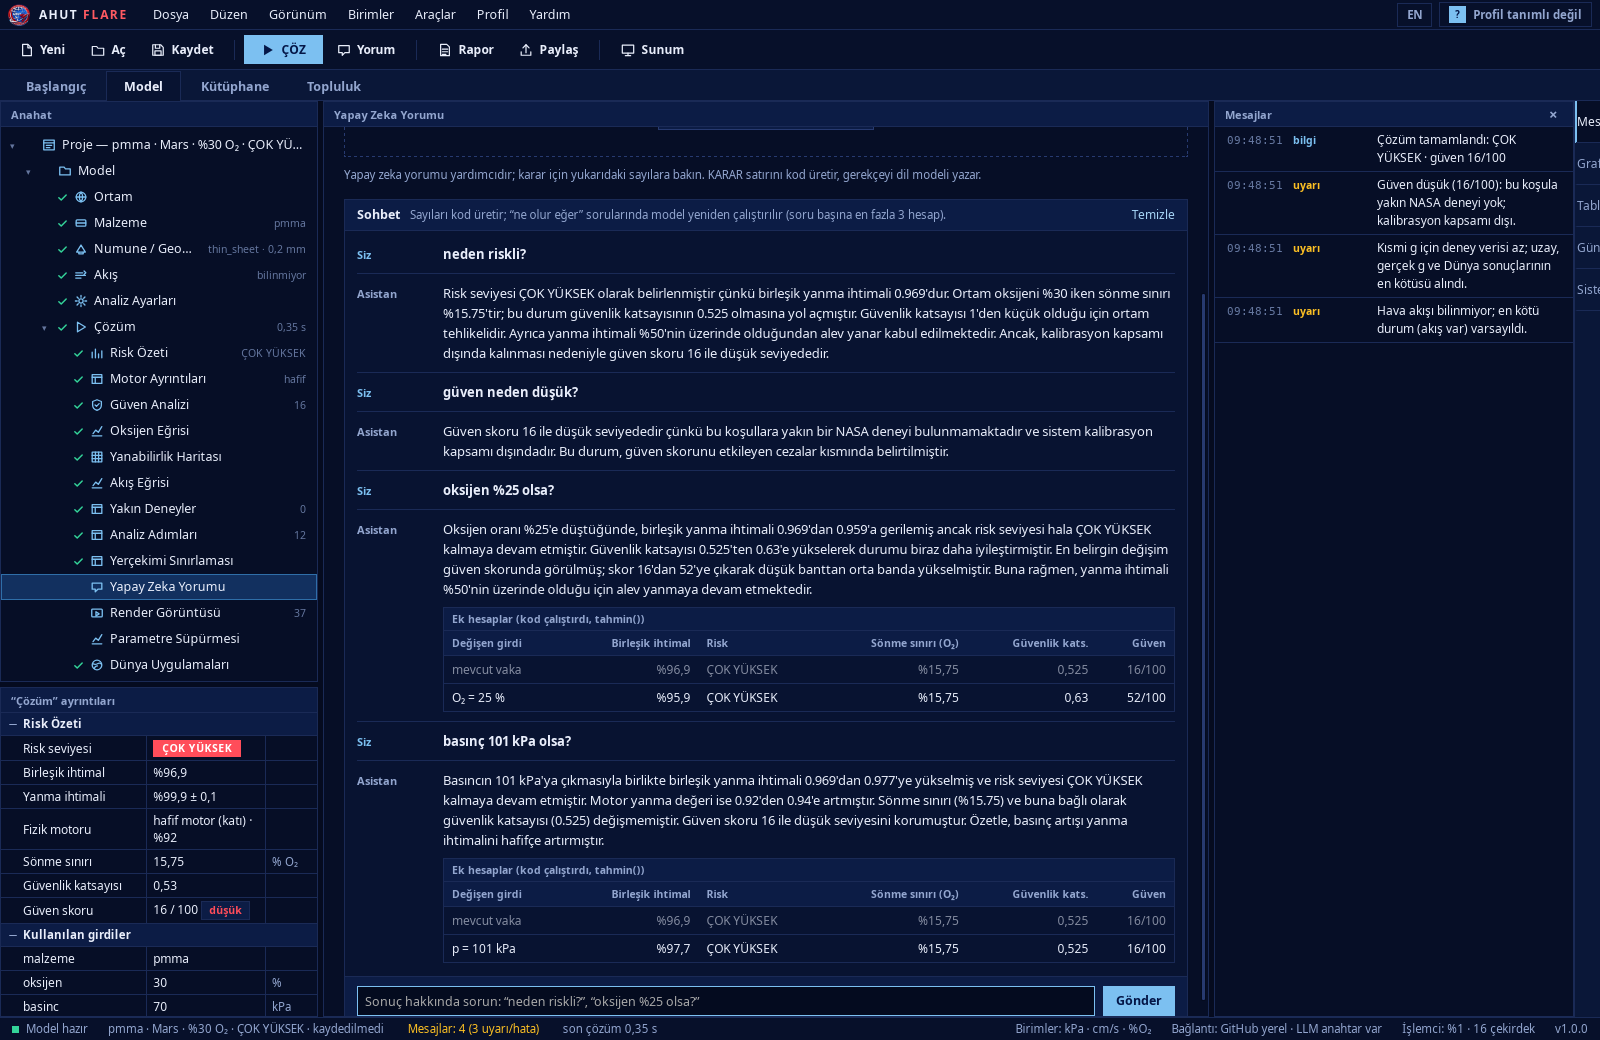 AHUT FLARE
Dosya
Düzen
Görünüm
Birimler
Araçlar
Profil
Yardım
EN
? Profil tanımlı değil
Yeni
Aç
Kaydet
ÇÖZ
Yorum
Rapor
Paylaş
Sunum
Başlangıç
Model
Kütüphane
Topluluk
Anahat
Proje — pmma · Mars · %30 O₂ · ÇOK YÜ...
Model
Ortam
Malzeme pmma
Numune / Geo... thin_sheet · 0,2 mm
Akış bilinmiyor
Analiz Ayarları
Çözüm 0,35 s
Risk Özeti ÇOK YÜKSEK
Motor Ayrıntıları hafif
Güven Analizi 16
Oksijen Eğrisi
Yanabilirlik Haritası
Akış Eğrisi
Yakın Deneyler 0
Analiz Adımları 12
Yerçekimi Sınırlaması
Yapay Zeka Yorumu
Render Görüntüsü 37
Parametre Süpürmesi
Dünya Uygulamaları
“Çözüm” ayrıntıları
— Risk Özeti
Risk seviyesi ÇOK YÜKSEK
Birleşik ihtimal %96,9
Yanma ihtimali %99,9 ± 0,1
Fizik motoru hafif motor (katı) ·
%92
Sönme sınırı 15,75 % O₂
Güvenlik katsayısı 0,53
Güven skoru 16 / 100 düşük
— Kullanılan girdiler
malzeme pmma
oksijen 30 %
basinc 70 kPa
Yapay Zeka Yorumu
Yapay zeka yorumu yardımcıdır; karar için yukarıdaki sayılara bakın. KARAR satırını kod üretir, gerekçeyi dil modeli yazar.
Sohbet Sayıları kod üretir; “ne olur eğer” sorularında model yeniden çalıştırılır (soru başına en fazla 3 hesap). Temizle
Siz neden riskli?
Asistan Risk seviyesi ÇOK YÜKSEK olarak belirlenmiştir çünkü birleşik yanma ihtimali 0.969'dur. Ortam oksijeni %30 iken sönme sınırı
%15.75'tir; bu durum güvenlik katsayısının 0.525 olmasına yol açmıştır. Güvenlik katsayısı 1'den küçük olduğu için ortam
tehlikelidir. Ayrıca yanma ihtimali %50'nin üzerinde olduğundan alev yanar kabul edilmektedir. Ancak, kalibrasyon kapsamı
dışında kalınması nedeniyle güven skoru 16 ile düşük seviyededir.
Siz güven neden düşük?
Asistan Güven skoru 16 ile düşük seviyededir çünkü bu koşullara yakın bir NASA deneyi bulunmamaktadır ve sistem kalibrasyon
kapsamı dışındadır. Bu durum, güven skorunu etkileyen cezalar kısmında belirtilmiştir.
Siz oksijen %25 olsa?
Asistan Oksijen oranı %25'e düştüğünde, birleşik yanma ihtimali 0.969'dan 0.959'a gerilemiş ancak risk seviyesi hala ÇOK YÜKSEK
kalmaya devam etmiştir. Güvenlik katsayısı 0.525'ten 0.63'e yükselerek durumu biraz daha iyileştirmiştir. En belirgin değişim
güven skorunda görülmüş; skor 16'dan 52'ye çıkarak düşük banttan orta banda yükselmiştir. Buna rağmen, yanma ihtimali
%50'nin üzerinde olduğu için alev yanmaya devam etmektedir.
Ek hesaplar (kod çalıştırdı, tahmin())
Değişen girdi Birleşik ihtimal Risk Sönme sınırı (O₂) Güvenlik kats. Güven
mevcut vaka %96,9 ÇOK YÜKSEK %15,75 0,525 16/100
O₂ = 25 % %95,9 ÇOK YÜKSEK %15,75 0,63 52/100
Siz basınç 101 kPa olsa?
Asistan Basıncın 101 kPa'ya çıkmasıyla birlikte birleşik yanma ihtimali 0.969'dan 0.977'ye yükselmiş ve risk seviyesi ÇOK YÜKSEK
kalmaya devam etmiştir. Motor yanma değeri ise 0.92'den 0.94'e artmıştır. Sönme sınırı (%15.75) ve buna bağlı olarak
güvenlik katsayısı (0.525) değişmemiştir. Güven skoru 16 ile düşük seviyesini korumuştur. Özetle, basınç artışı yanma
ihtimalini hafifçe artırmıştır.
Ek hesaplar (kod çalıştırdı, tahmin())
Değişen girdi Birleşik ihtimal Risk Sönme sınırı (O₂) Güvenlik kats. Güven
mevcut vaka %96,9 ÇOK YÜKSEK %15,75 0,525 16/100
p = 101 kPa %97,7 ÇOK YÜKSEK %15,75 0,525 16/100
Sonuç hakkında sorun: “neden riskli?”, “oksijen %25 olsa?”
Gönder
Mesajlar ×
09:48:51 bilgi Çözüm tamamlandı: ÇOK
YÜKSEK · güven 16/100
09:48:51 uyarı Güven düşük (16/100): bu koşula
yakın NASA deneyi yok;
kalibrasyon kapsamı dışı.
09:48:51 uyarı Kısmi g için deney verisi az; uzay,
gerçek g ve Dünya sonuçlarının
en kötüsü alındı.
09:48:51 uyarı Hava akışı bilinmiyor; en kötü
durum (akış var) varsayıldı.
Mes
Graf
Tabl
Gün
Siste
Model hazır
pmma · Mars · %30 O₂ · ÇOK YÜKSEK · kaydedilmedi
Mesajlar: 4 (3 uyarı/hata)
son çözüm 0,35 s
Birimler: kPa · cm/s · %O₂
Bağlantı: GitHub yerel · LLM anahtar var
İşlemci: %1 · 16 çekirdek
v1.0.0